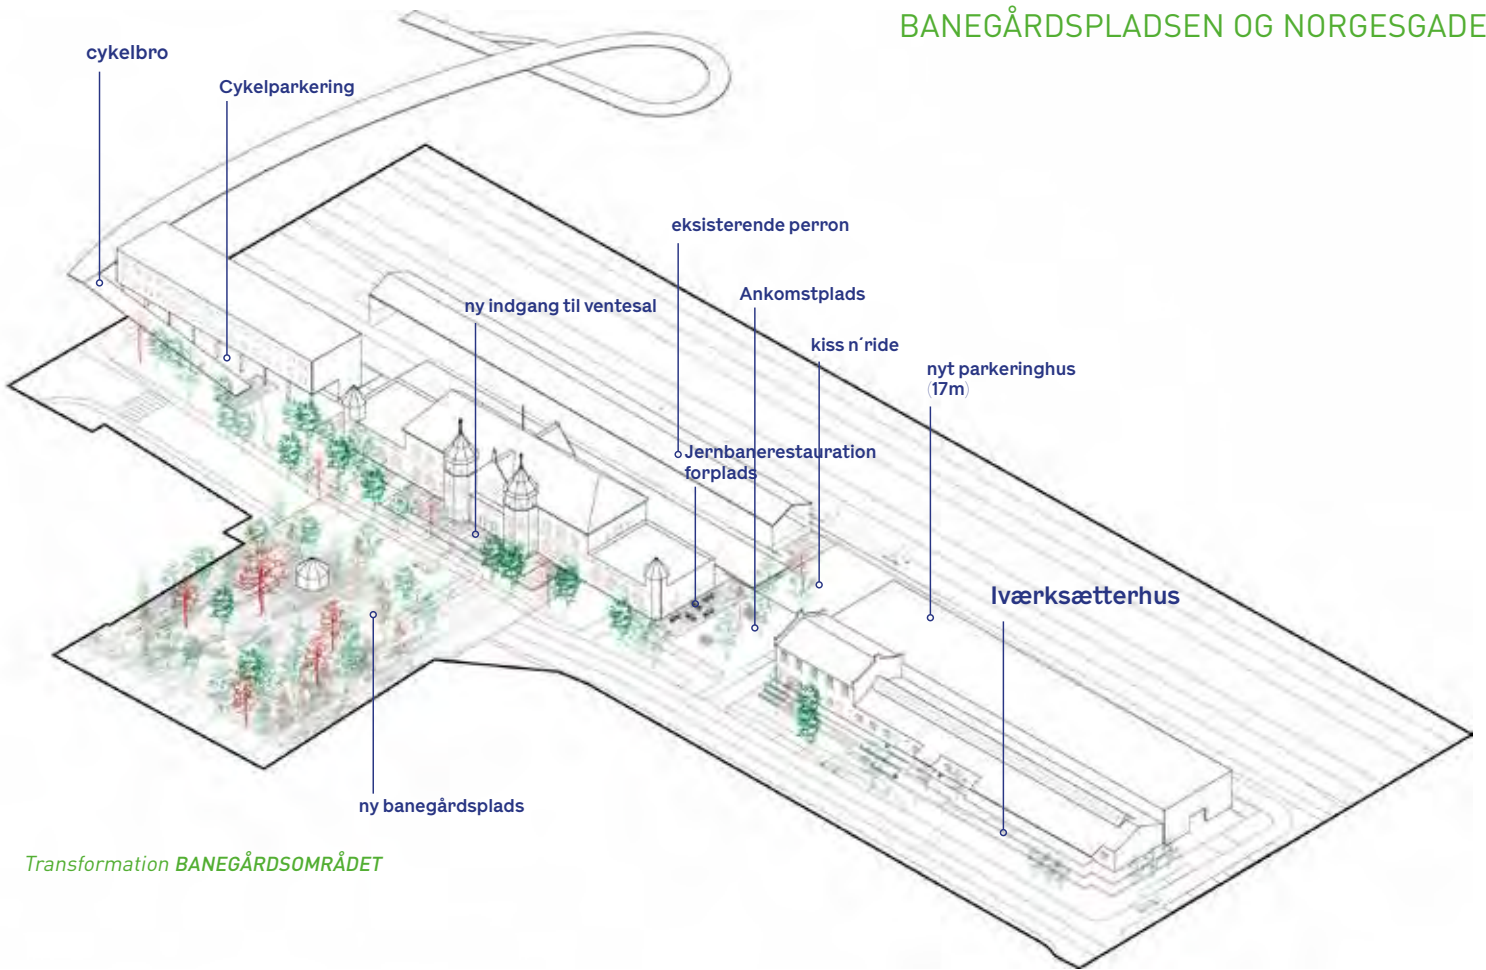 BANEGÅRDSPLADSEN OG NORGESGADE
cykelbro
Cykelparkering
eksisterende perron
Ankomstplads
ny indgang til ventesal
kiss n´ride
nyt parkeringhus
(17m)
Jernbanerestauration
forplads
Iværksætterhus
ny banegårdsplads
Transformation BANEGÅRDSOMRÅDET